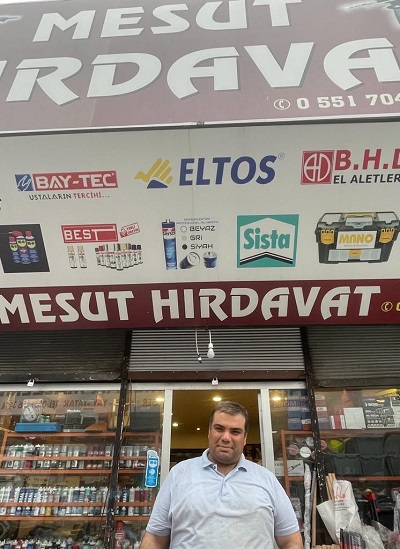 MESUT
HIRDAVA
✆ 0 551 704
BAY-TEC®
USTALARIN TERCİHİ...
ELTOS®
B.H.D
EL ALETLER
BEST
BEYAZ
GRİ
SİYAH
Sista
MANO
MESUT HIRDAVAT ✆ 0